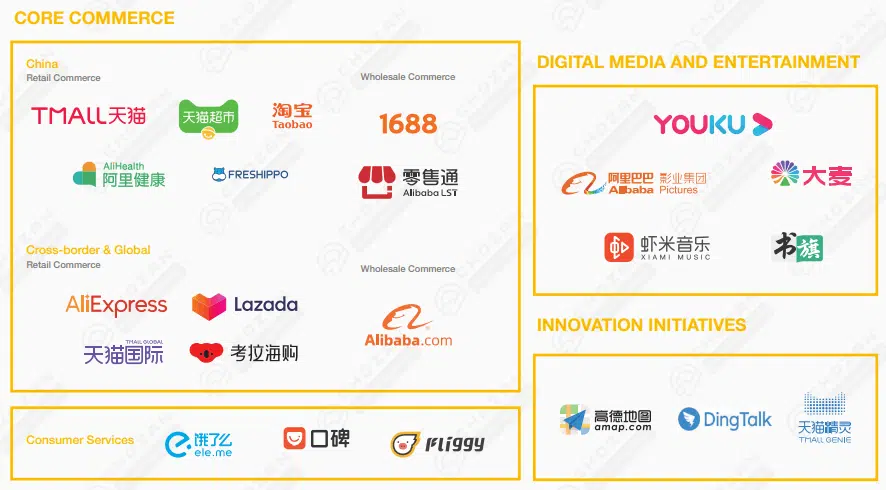 CORE COMMERCE
China
Retail Commerce
Wholesale Commerce
TMALL天猫
天猫超市
淘宝
Taobao
1688
AliHealth
阿里健康
FRESHIPPO
零售通
Alibaba LST
Cross-border & Global
Retail Commerce
Wholesale Commerce
AliExpress
Lazada
Alibaba.com
TMALL GLOBAL
天猫国际
考拉海购
Consumer Services
饿了么
ele.me
口碑
Fliggy
DIGITAL MEDIA AND ENTERTAINMENT
YOUKU
阿里巴巴 影业集团
Alibaba Pictures
大麦
虾米音乐
XIAMI MUSIC
书旗
INNOVATION INITIATIVES
高德地图
amap.com
DingTalk
天猫精灵
TMALL GENIE
CHOZAN